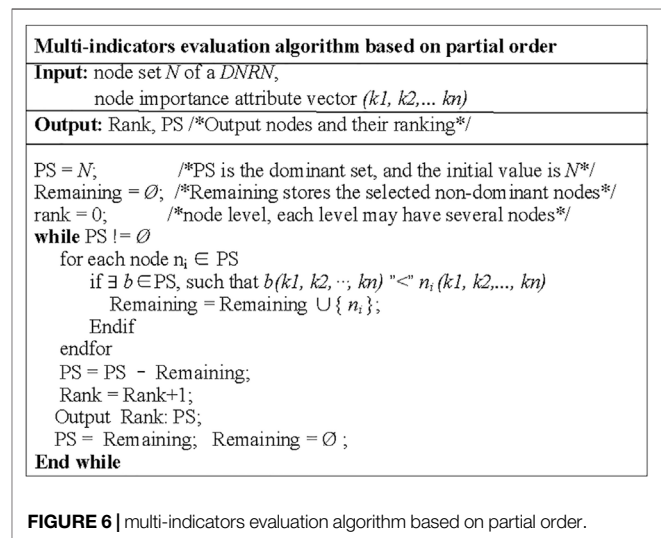 Multi-indicators evaluation algorithm based on partial order
Input: node set N of a DNRN,
node importance attribute vector (k1, k2,... kn)
Output: Rank, PS /*Output nodes and their ranking*/
PS = N; /*PS is the dominant set, and the initial value is N*/
Remaining = Ø; /*Remaining stores the selected non-dominant nodes*/
rank = 0; /*node level, each level may have several nodes*/
while PS != Ø
for each node nᵢ ∈ PS
if ∃ b∈PS, such that b(k1, k2, ··, kn) "<" nᵢ (k1, k2,..., kn)
Remaining = Remaining ∪{ nᵢ };
Endif
endfor
PS = PS - Remaining;
Rank = Rank+1;
Output Rank: PS;
PS = Remaining; Remaining = Ø ;
End while
FIGURE 6 | multi-indicators evaluation algorithm based on partial order.